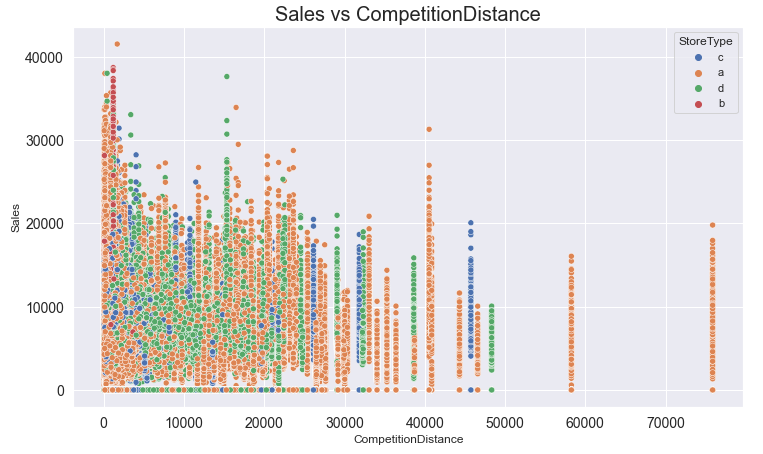 Sales vs CompetitionDistance
StoreType
c
a
d
b
Sales
40000
30000
20000
10000
0
0 10000 20000 30000 40000 50000 60000 70000
CompetitionDistance